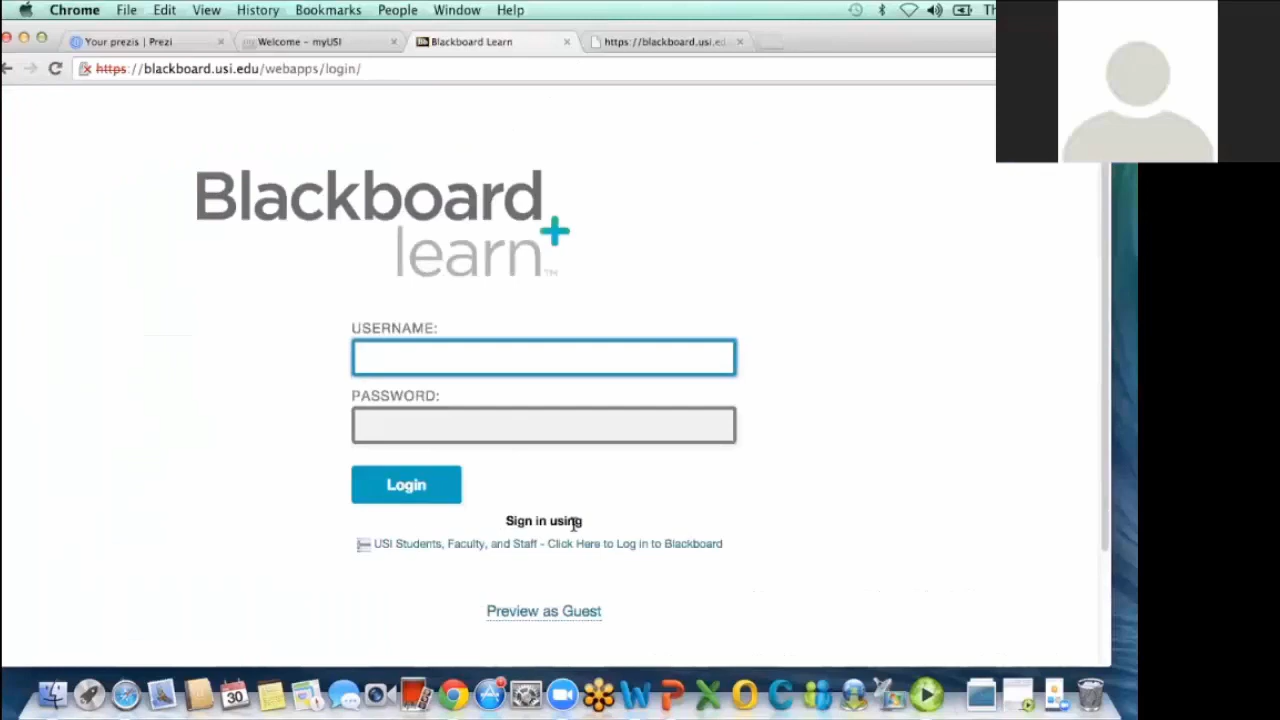 Chrome File Edit View History Bookmarks People Window Help Th
Your prezis | Prezi Welcome – myUSI Blackboard Learn https://blackboard.usi.ed
https://blackboard.usi.edu/webapps/login/
Blackboard
learn™
USERNAME:
PASSWORD:
Login
Sign in using
USI Students, Faculty, and Staff - Click Here to Log in to Blackboard
Preview as Guest
30